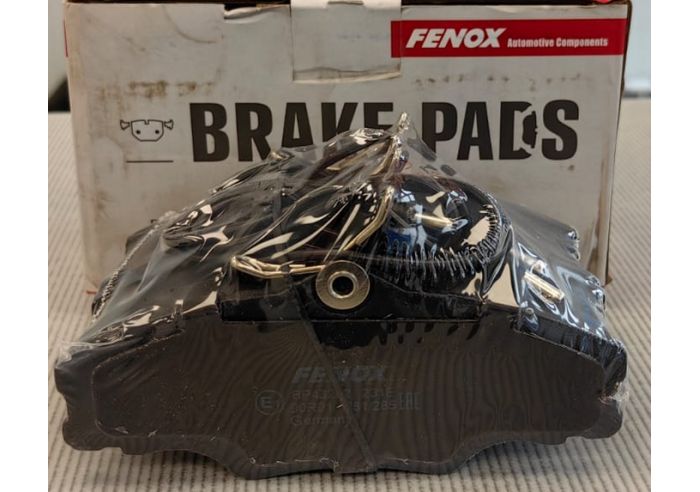 FENOX Automotive Components
BRAKE PADS
FENOX
Germany